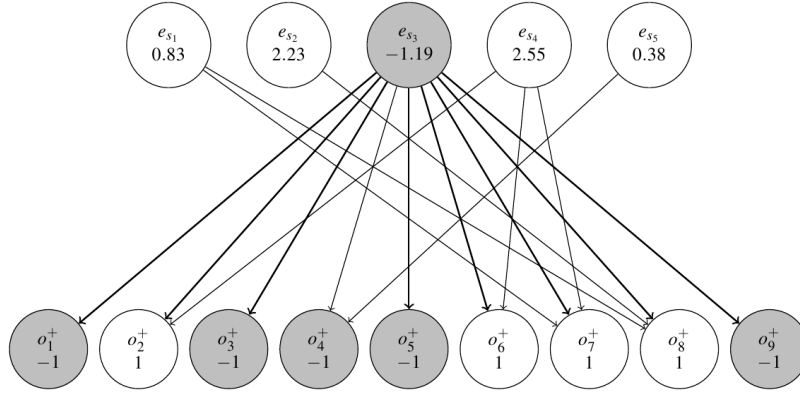 e_{s_1} e_{s_2} e_{s_3} e_{s_4} e_{s_5}
0.83 2.23 −1.19 2.55 0.38
o_1^+ o_2^+ o_3^+ o_4^+ o_5^+ o_6^+ o_7^+ o_8^+ o_9^+
−1 1 −1 −1 −1 1 1 1 −1